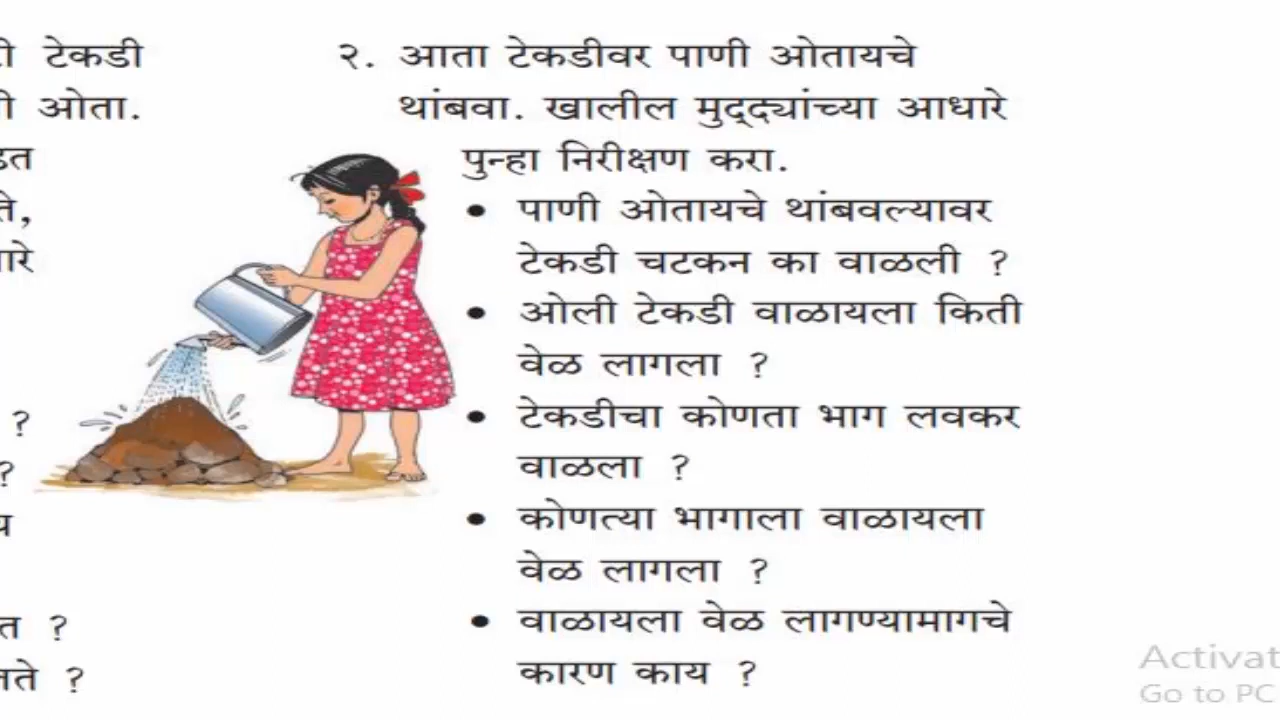 टेकडी
ओता.
?
?
?
?
२. आता टेकडीवर पाणी ओतायचे
थांबवा. खालील मुद्द्यांच्या आधारे
पुन्हा निरीक्षण करा.
• पाणी ओतायचे थांबवल्यावर
टेकडी चटकन का वाळली ?
• ओली टेकडी वाळायला किती
वेळ लागला ?
• टेकडीचा कोणता भाग लवकर
वाळला ?
• कोणत्या भागाला वाळायला
वेळ लागला ?
• वाळायला वेळ लागण्यामागचे
कारण काय ?
Activat
Go to PC